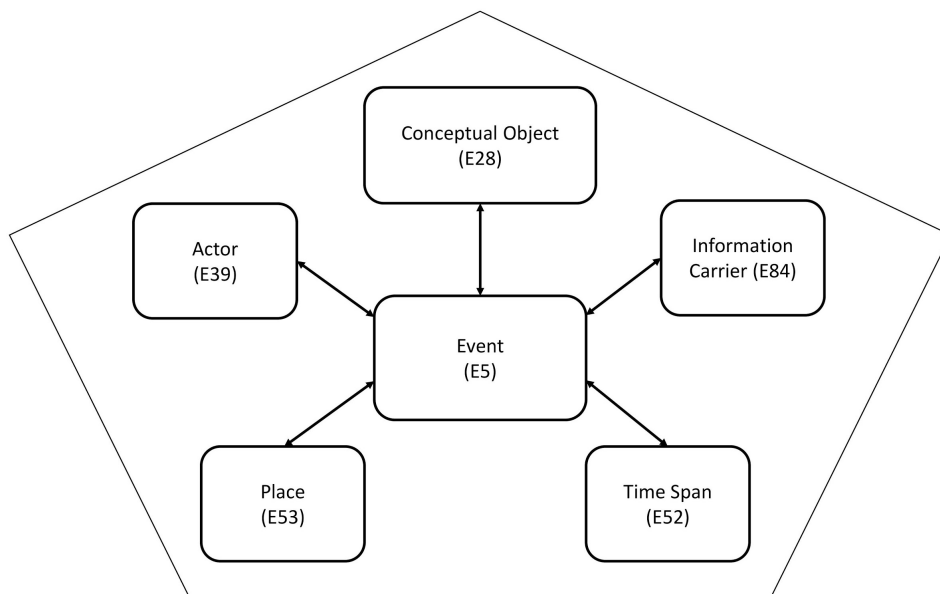 Conceptual Object
(E28)
Actor
(E39)
Information
Carrier (E84)
Event
(E5)
Place
(E53)
Time Span
(E52)